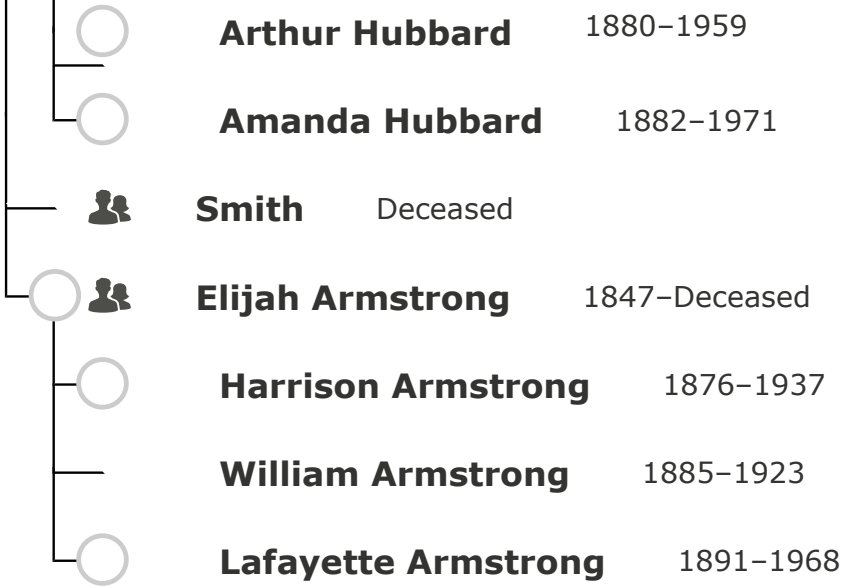 Arthur Hubbard 1880–1959
Amanda Hubbard 1882–1971
Smith Deceased
Elijah Armstrong 1847–Deceased
Harrison Armstrong 1876–1937
William Armstrong 1885–1923
Lafayette Armstrong 1891–1968